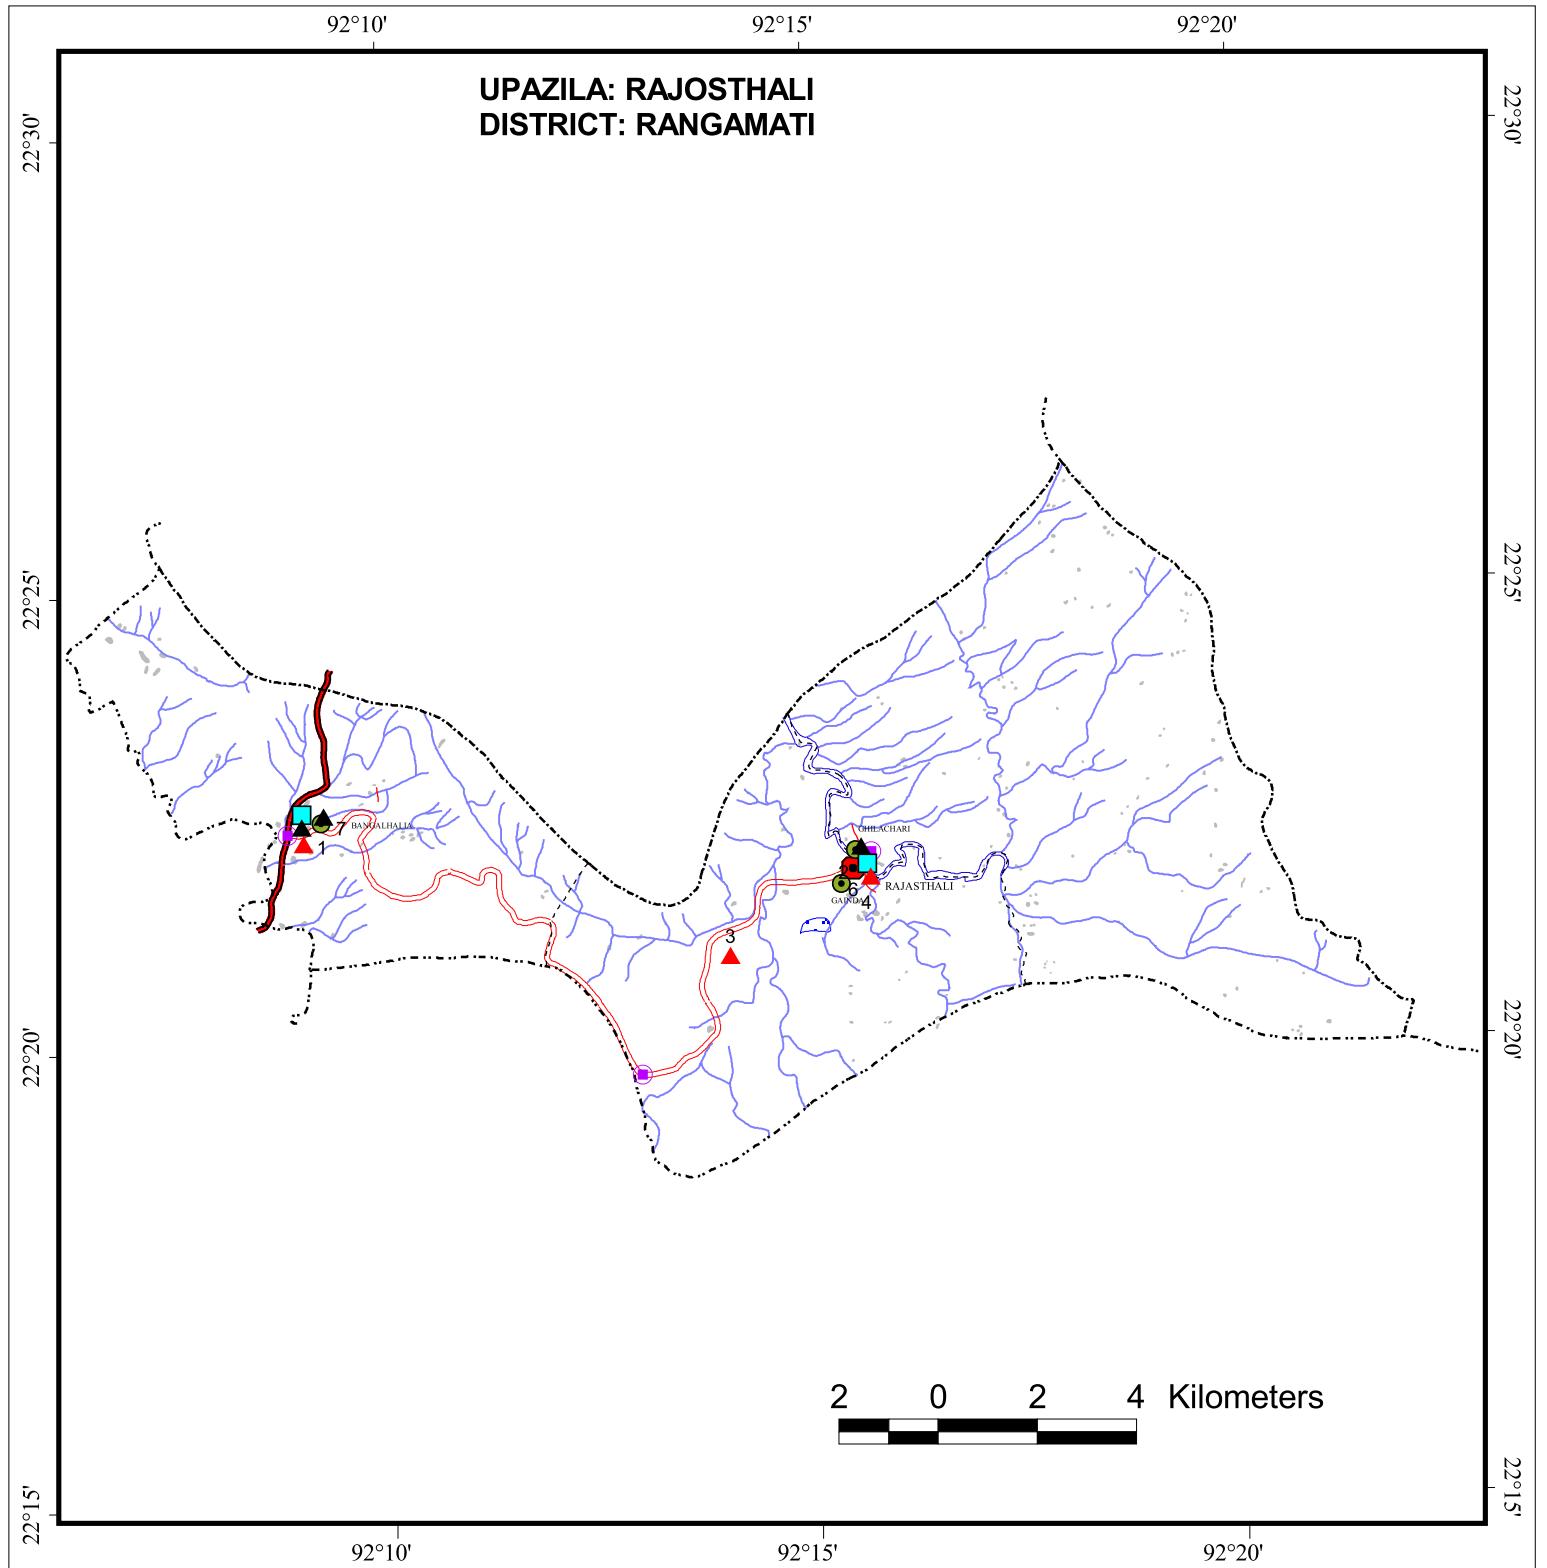 92°10' 92°15' 92°20'
UPAZILA: RAJOSTHALI
DISTRICT: RANGAMATI
22°30' 22°30'
22°25' 22°25'
7 BANGALHALIA
1
GHILACHARI
6 RAJASTHALI
GAINDA 4
3
22°20' 22°20'
2 0 2 4 Kilometers
22°15' 22°15'
92°10' 92°15' 92°20'